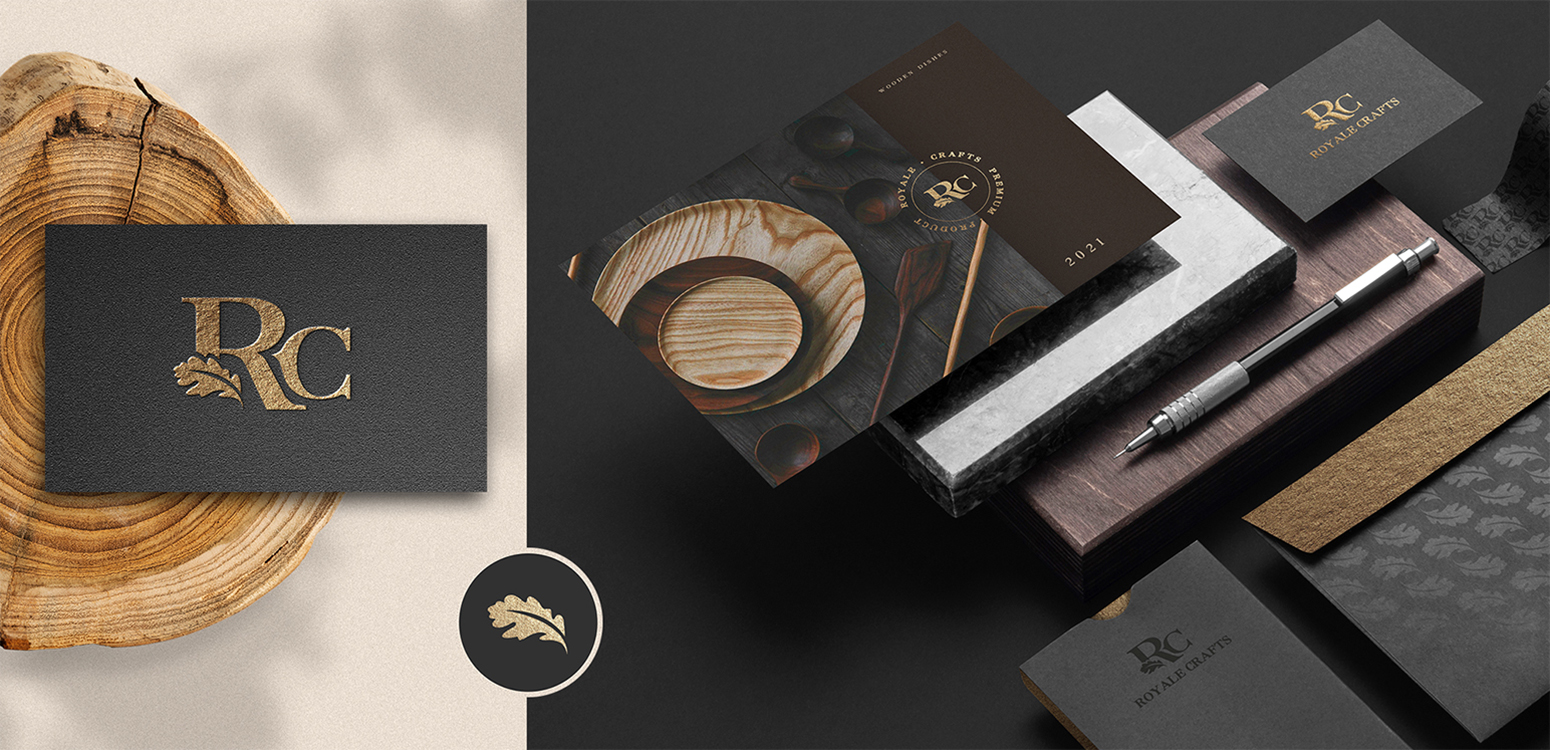 RC
WOODEN DISHES
ROYALE • CRAFTS PREMIUM PRODUCT
RC
2021
RC
ROYALE CRAFTS
RC
ROYALE CRAFTS